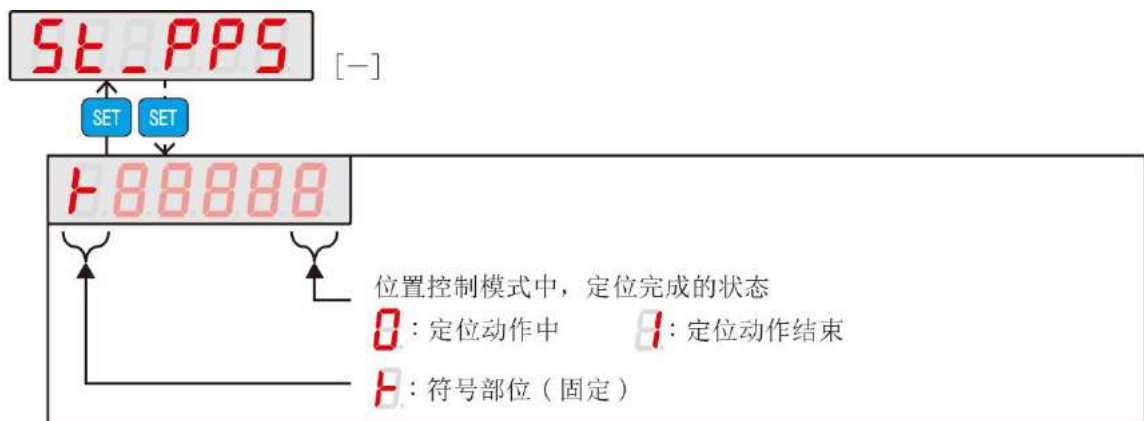 St_PPS [—]
SET SET
⊦88888
位置控制模式中，定位完成的状态
0：定位动作中 1：定位动作结束
⊦：符号部位（固定）